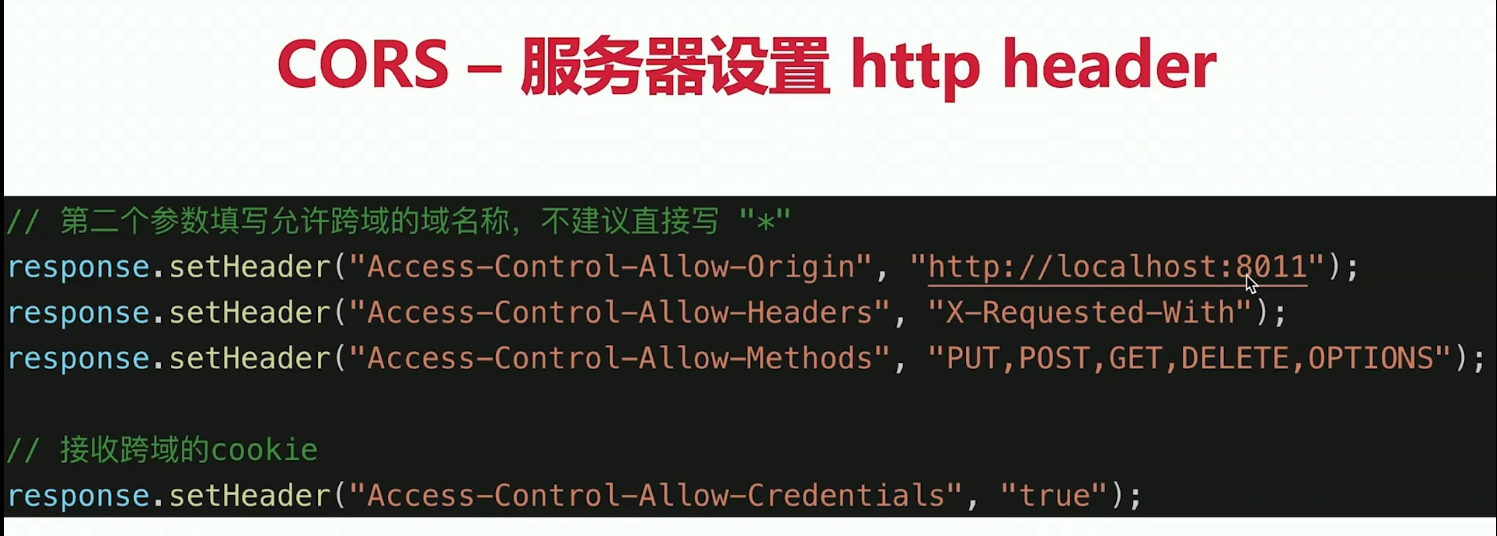 CORS – 服务器设置 http header
// 第二个参数填写允许跨域的域名称，不建议直接写 "*"
response.setHeader("Access-Control-Allow-Origin", "http://localhost:8011");
response.setHeader("Access-Control-Allow-Headers", "X-Requested-With");
response.setHeader("Access-Control-Allow-Methods", "PUT,POST,GET,DELETE,OPTIONS");
// 接收跨域的cookie
response.setHeader("Access-Control-Allow-Credentials", "true");